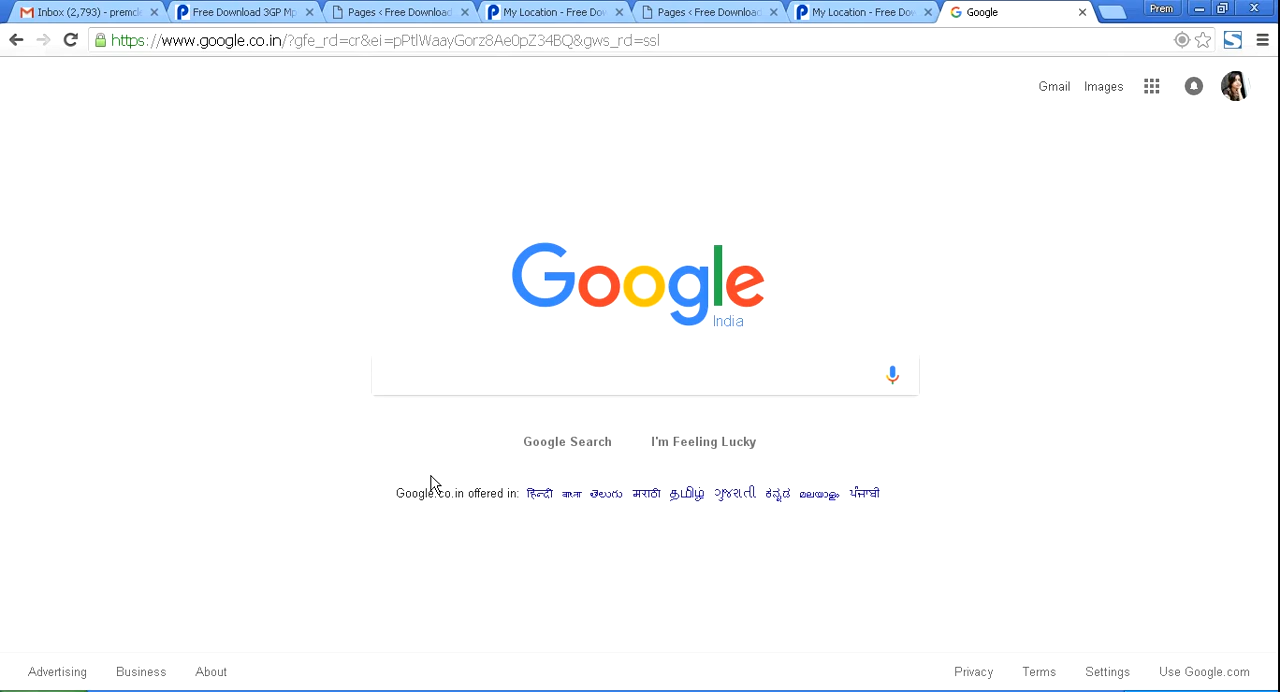 Inbox (2,793) - premck
Free Download 3GP Mp
Pages < Free Download
My Location - Free Dow
Pages < Free Download
My Location - Free Dow
Google
Prem
https://www.google.co.in/?gfe_rd=cr&ei=pPtlWaayGorz8Ae0pZ34BQ&gws_rd=ssl
Gmail Images
Google
India
Google Search I'm Feeling Lucky
Google.co.in offered in: हिन्दी বাংলা తెలుగు मराठी தமிழ் ગુજરાતી ಕನ್ನಡ മലയാളം ਪੰਜਾਬੀ
Advertising Business About Privacy Terms Settings Use Google.com